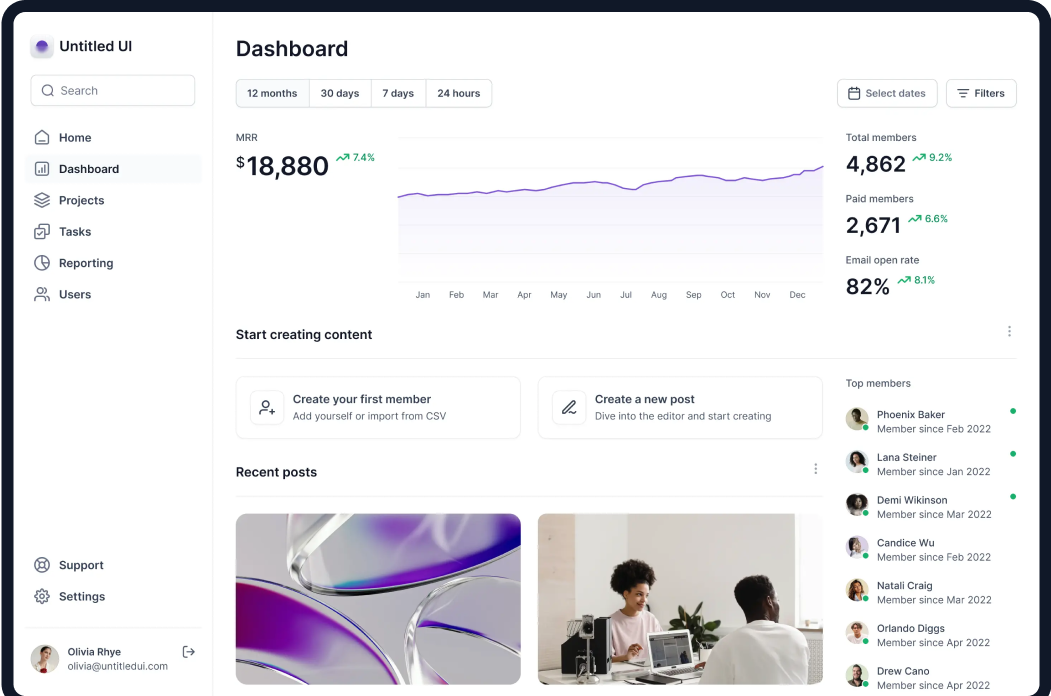 Untitled UI
Search
Home
Dashboard
Projects
Tasks
Reporting
Users
Support
Settings
Olivia Rhye
olivia@untitledui.com
Dashboard
12 months
30 days
7 days
24 hours
Select dates
Filters
MRR
$18,880
7.4%
Jan
Feb
Mar
Apr
May
Jun
Jul
Aug
Sep
Oct
Nov
Dec
Total members
4,862
9.2%
Paid members
2,671
6.6%
Email open rate
82%
8.1%
Start creating content
Create your first member
Add yourself or import from CSV
Create a new post
Dive into the editor and start creating
Recent posts
Top members
Phoenix Baker
Member since Feb 2022
Lana Steiner
Member since Jan 2022
Demi Wikinson
Member since Mar 2022
Candice Wu
Member since Feb 2022
Natali Craig
Member since Mar 2022
Orlando Diggs
Member since Apr 2022
Drew Cano
Member since Apr 2022